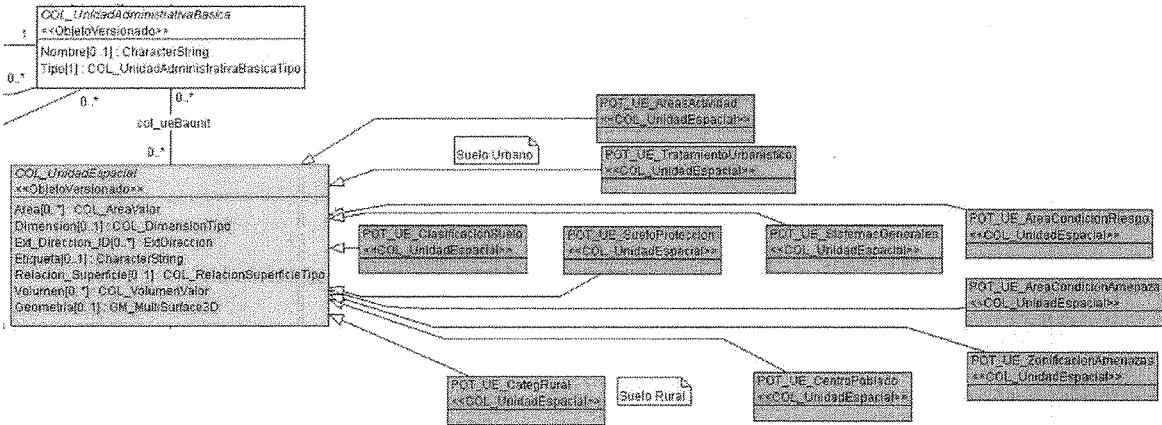 COL_UnidadAdministrativaBasica
<<ObjetoVersionado>>
Nombre[0..1] : CharacterString
Tipo[1] : COL_UnidadAdministrativaBasicaTipo
1
0..*
0..*
0..*
col_ueBaunit
0..*
COL_UnidadEspacial
<<ObjetoVersionado>>
Area[0..*] : COL_AreaValor
Dimension[0..1] : COL_DimensionTipo
Ext_Direccion_ID[0..*] : ExtDireccion
Etiqueta[0..1] : CharacterString
Relacion_Superficie[0..1] : COL_RelacionSuperficieTipo
Volumen[0..*] : COL_VolumenValor
Geometria[0..1] : GM_MultiSurface3D
POT_UE_AreasActividad
<<COL_UnidadEspacial>>
Suelo Urbano
POT_UE_TratamientoUrbanistico
<<COL_UnidadEspacial>>
POT_UE_ClasificacionSuelo
<<COL_UnidadEspacial>>
POT_UE_SueloProteccion
<<COL_UnidadEspacial>>
POT_UE_SistemasGenerales
<<COL_UnidadEspacial>>
POT_UE_AreaCondicionRiesgo
<<COL_UnidadEspacial>>
POT_UE_AreaCondicionAmenaza
<<COL_UnidadEspacial>>
POT_UE_ZonificacionAmenazas
<<COL_UnidadEspacial>>
POT_UE_CategRural
<<COL_UnidadEspacial>>
Suelo Rural
POT_UE_CentroPoblado
<<COL_UnidadEspacial>>